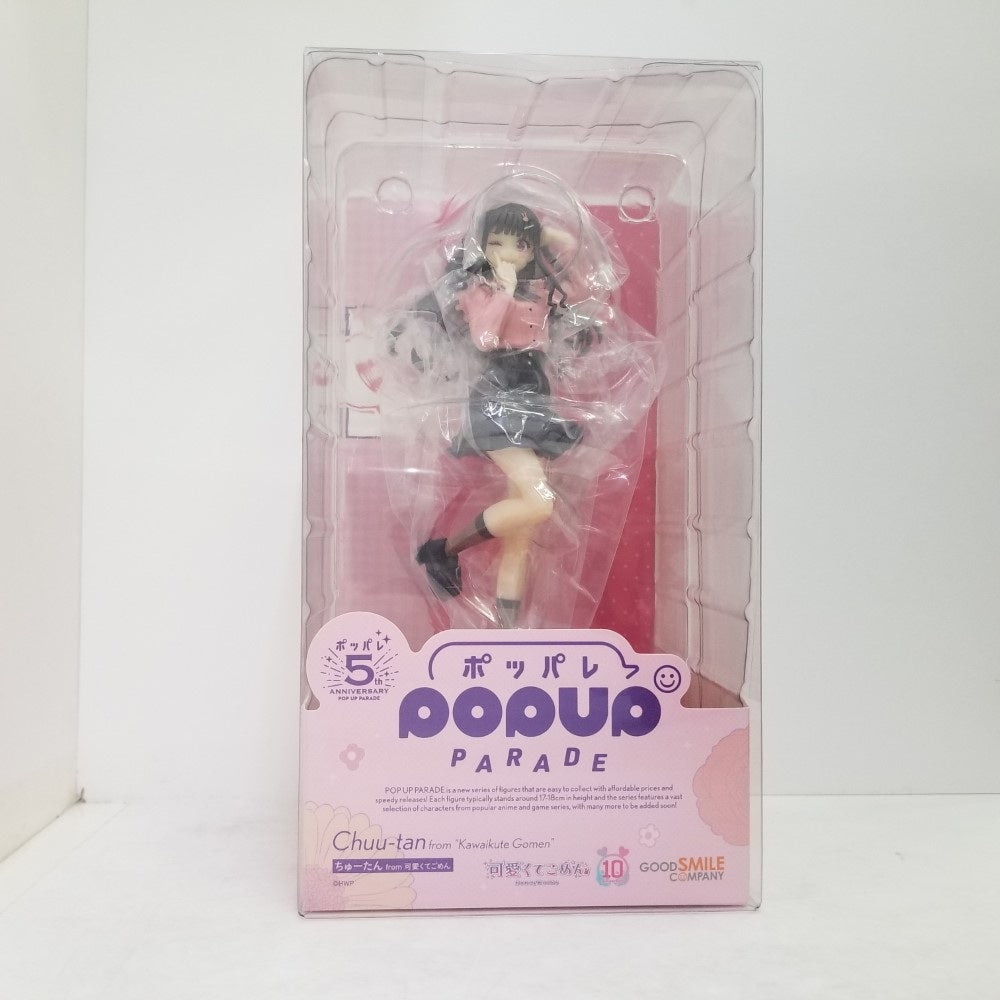 ポッパレ
5th
ANNIVERSARY
POP UP PARADE
ポッパレ
POPUP
PARADE
POP UP PARADE is a new series of figures that are easy to collect with affordable prices and
speedy releases! Each figure typically stands around 17-18cm in height and the series features a vast
selection of characters from popular anime and game series, with many more to be added soon!
Chuu-tan from "Kawaikute Gomen"
ちゅーたん from 可愛くてごめん
©HWP
可愛くてごめん
10
GOOD SMILE
COMPANY